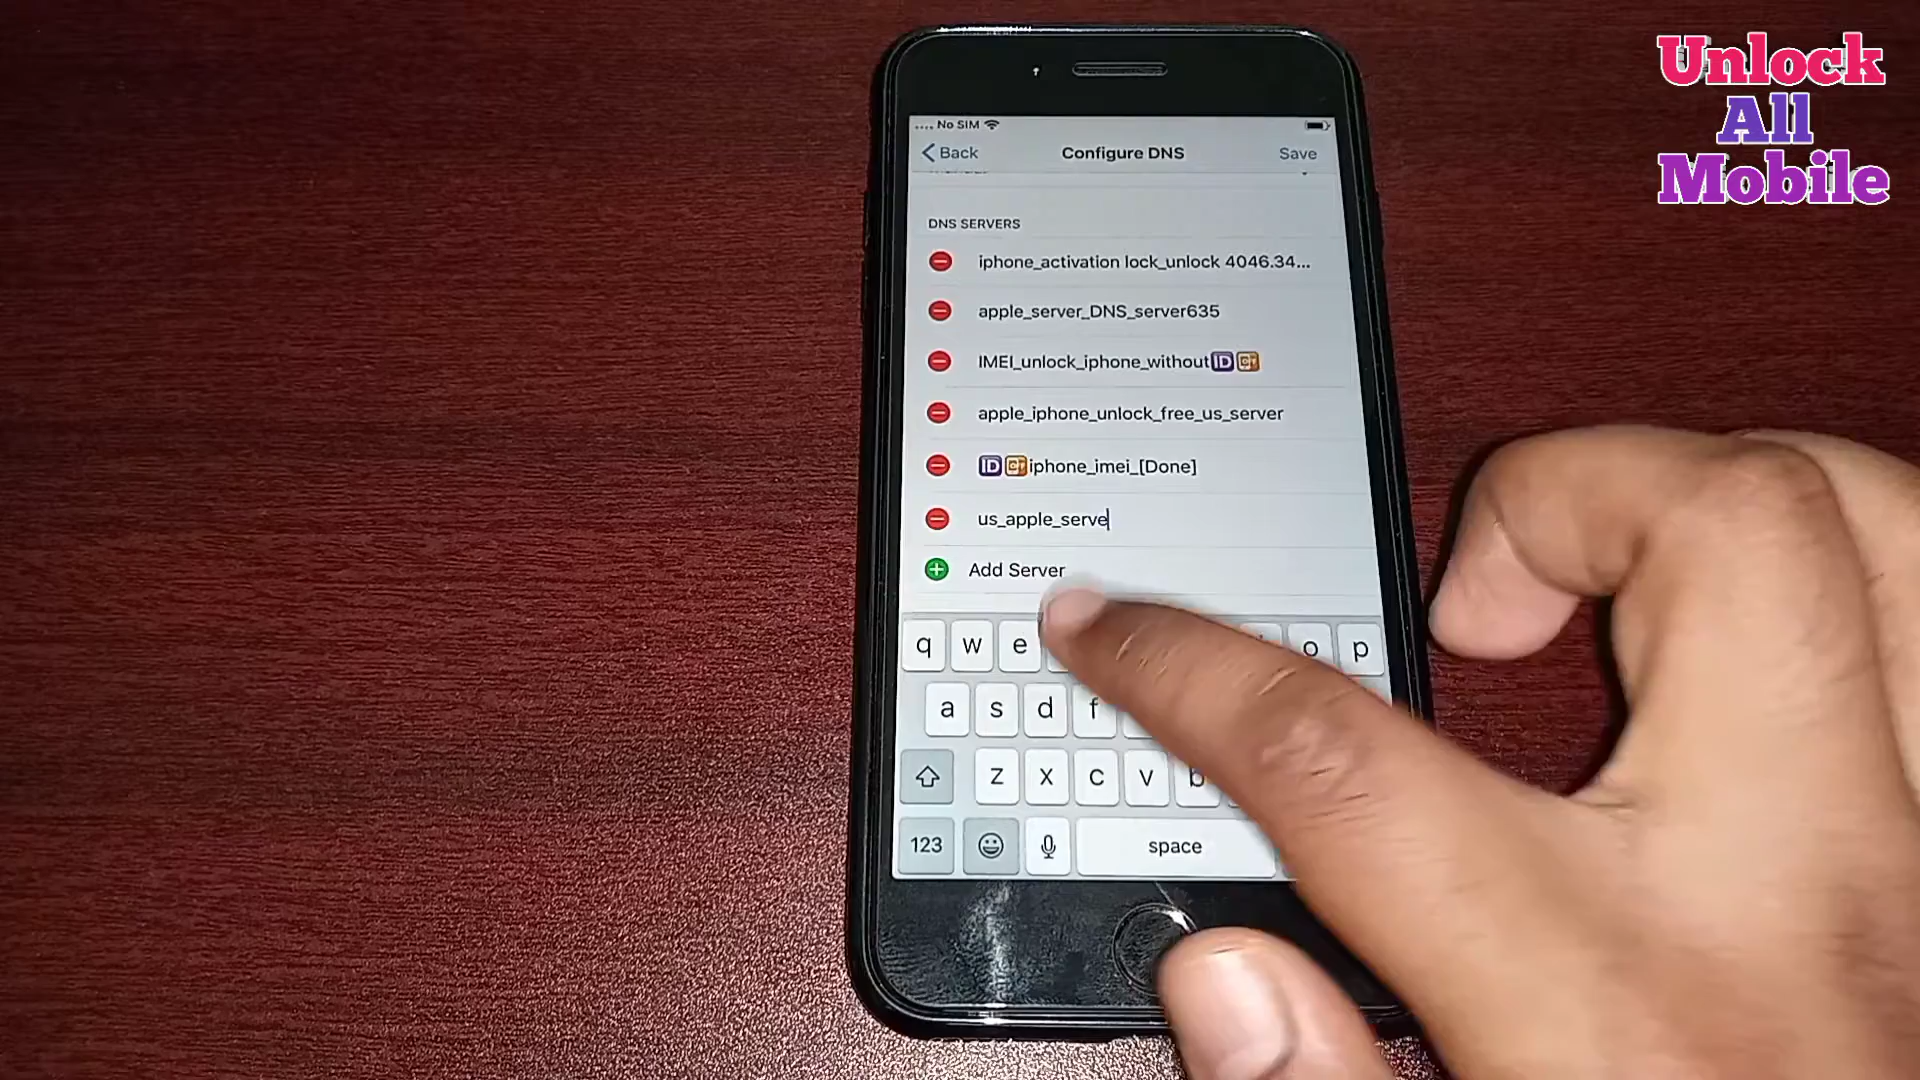 Unlock
All
Mobile
No SIM
Back
Configure DNS
Save
DNS SERVERS
iphone_activation lock_unlock 4046.34...
apple_server_DNS_server635
IMEI_unlock_iphone_without🆔
apple_iphone_unlock_free_us_server
🆔iphone_imei_[Done]
us_apple_serve
Add Server
q w e o p
a s d f
z x c v b
123 space